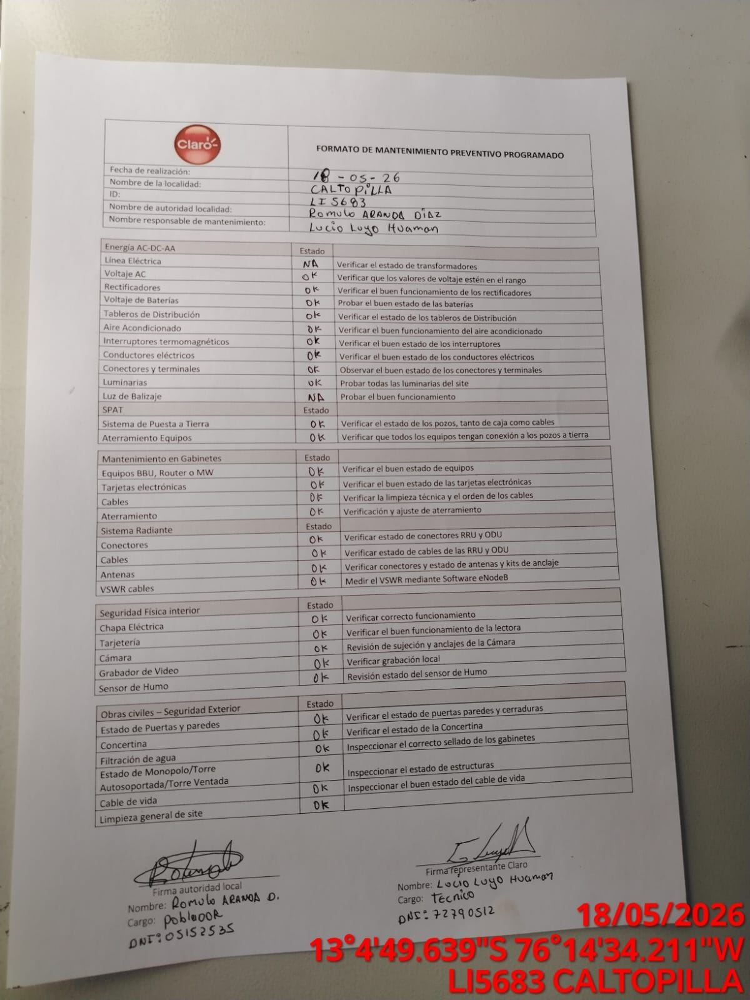 Claro
FORMATO DE MANTENIMIENTO PREVENTIVO PROGRAMADO
Fecha de realización: 18-05-26
Nombre de la localidad: CALTOPiLLA
ID: LI5683
Nombre de autoridad localidad: ROMULO ARANDA DÍAZ
Nombre responsable de mantenimiento: Lucio Luyo Huaman
Energía AC-DC-AA Estado
Línea Eléctrica NA Verificar el estado de transformadores
Voltaje AC OK Verificar que los valores de voltaje estén en el rango
Rectificadores OK Verificar el buen funcionamiento de los rectificadores
Voltaje de Baterías OK Probar el buen estado de las baterías
Tableros de Distribución OK Verificar el estado de los tableros de Distribución
Aire Acondicionado OK Verificar el buen funcionamiento del aire acondicionado
Interruptores termomagnéticos OK Verificar el buen estado de los interruptores
Conductores eléctricos OK Verificar el buen estado de los conductores eléctricos
Conectores y terminales OK Observar el buen estado de los conectores y terminales
Luminarias OK Probar todas las luminarias del site
Luz de Balizaje NA Probar el buen funcionamiento
SPAT Estado
Sistema de Puesta a Tierra OK Verificar el estado de los pozos, tanto de caja como cables
Aterramiento Equipos OK Verificar que todos los equipos tengan conexión a los pozos a tierra
Mantenimiento en Gabinetes Estado
Equipos BBU, Router o MW OK Verificar el buen estado de equipos
Tarjetas electrónicas OK Verificar el buen estado de las tarjetas electrónicas
Cables OK Verificar la limpieza técnica y el orden de los cables
Aterramiento OK Verificación y ajuste de aterramiento
Sistema Radiante Estado
Conectores OK Verificar estado de conectores RRU y ODU
Cables OK Verificar estado de cables de las RRU y ODU
Antenas OK Verificar conectores y estado de antenas y kits de anclaje
VSWR cables OK Medir el VSWR mediante Software eNodeB
Seguridad Física interior Estado
Chapa Eléctrica OK Verificar correcto funcionamiento
Tarjetería OK Verificar el buen funcionamiento de la lectora
Cámara OK Revisión de sujeción y anclajes de la Cámara
Grabador de Video OK Verificar grabación local
Sensor de Humo OK Revisión estado del sensor de Humo
Obras civiles – Seguridad Exterior Estado
Estado de Puertas y paredes OK Verificar el estado de puertas paredes y cerraduras
Concertina OK Verificar el estado de la Concertina
Filtración de agua OK Inspeccionar el correcto sellado de los gabinetes
Estado de Monopolo/Torre
Autosoportada/Torre Ventada OK Inspeccionar el estado de estructuras
Cable de vida OK Inspeccionar el buen estado del cable de vida
Limpieza general de site OK
Firma autoridad local
Nombre: ROMULO ARANDA D.
Cargo: PoblaDOR
DNI: 05152535
Firma representante Claro
Nombre: Lucio Luyo Huaman
Cargo: Técnico
DNI: 72790512
18/05/2026
13°4'49.639"S 76°14'34.211"W
LI5683 CALTOPILLA